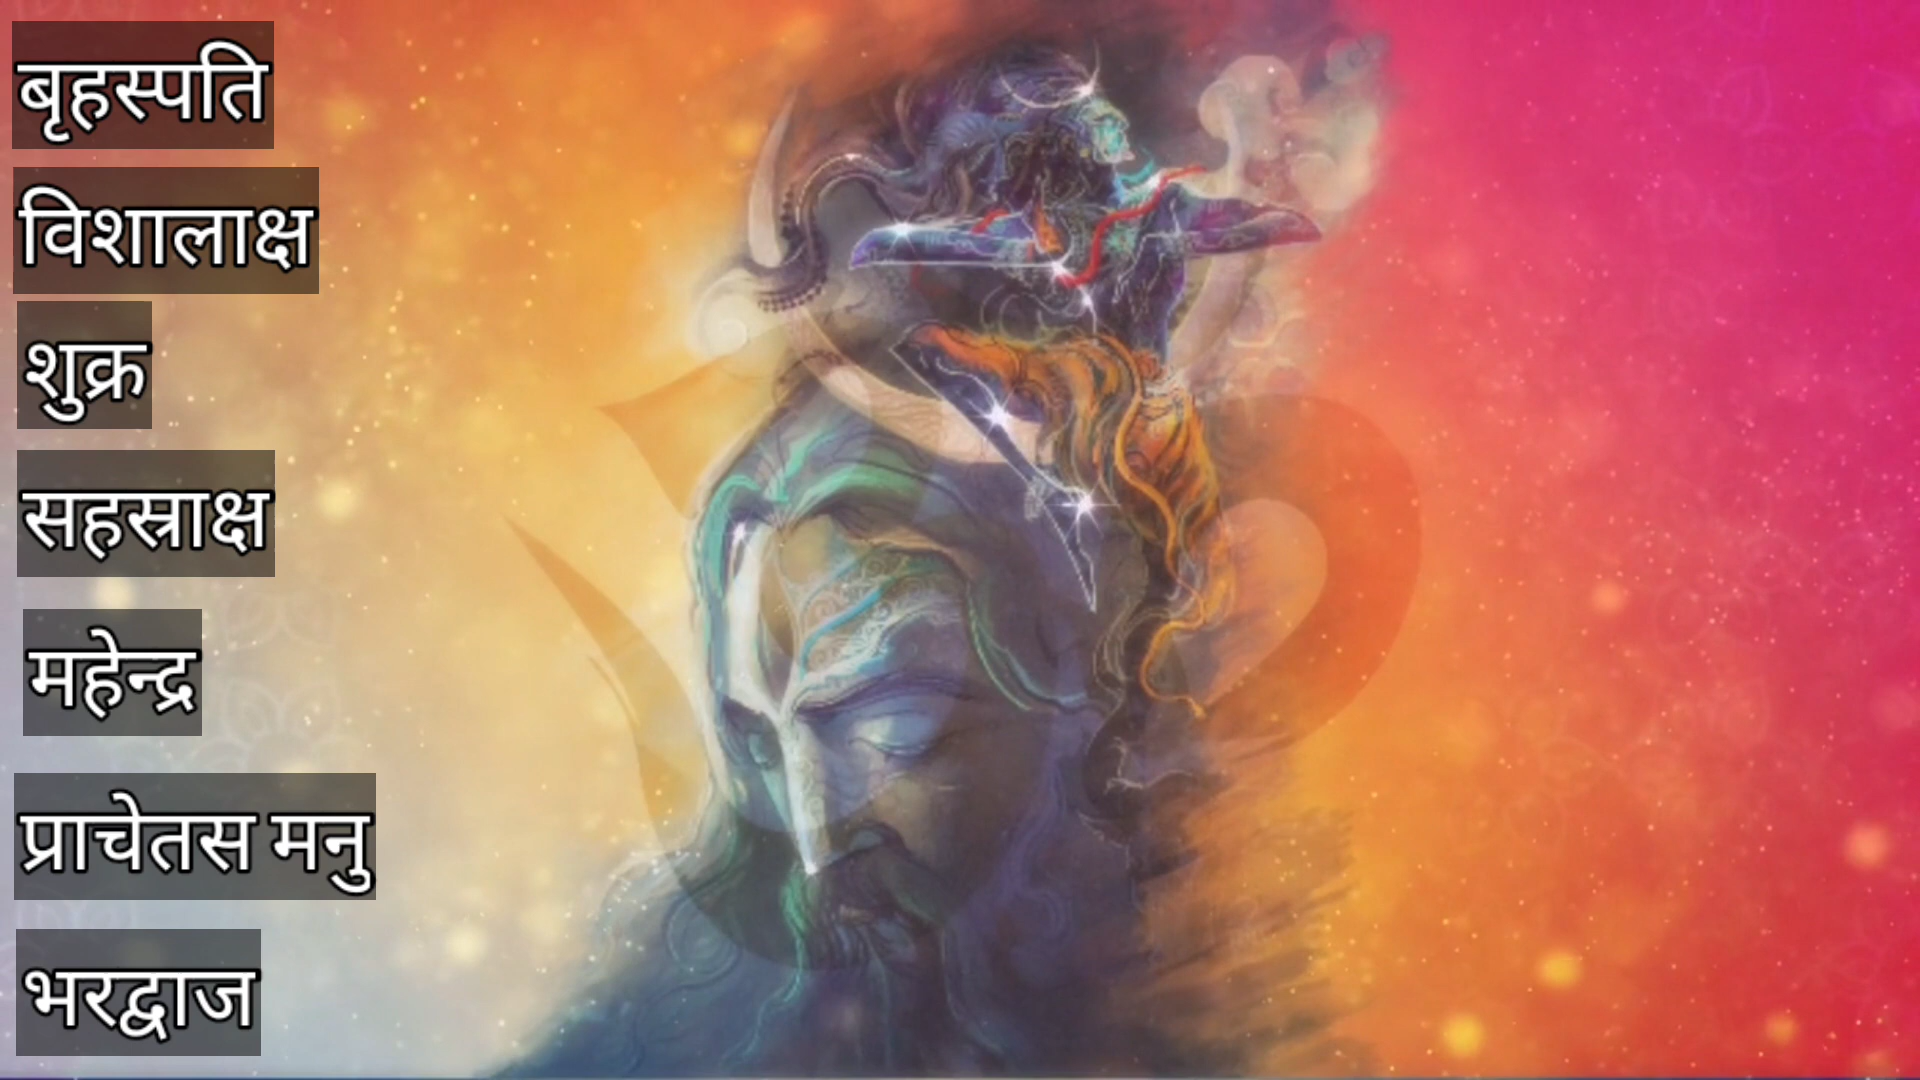 बृहस्पति
विशालाक्ष
शुक्र
सहस्राक्ष
महेन्द्र
प्राचेतस मनु
भरद्वाज